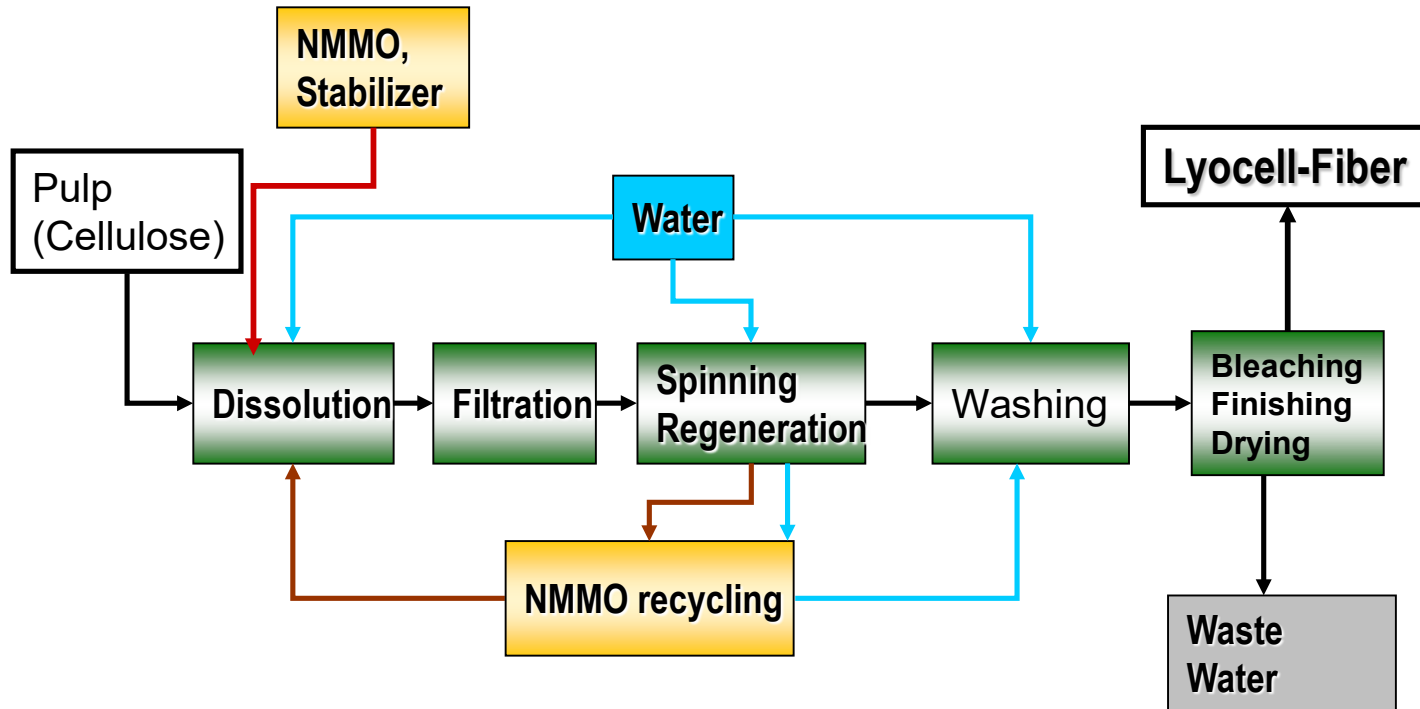 NMMO,
Stabilizer
Pulp
(Cellulose)
Water
Lyocell-Fiber
Dissolution
Filtration
Spinning
Regeneration
Washing
Bleaching
Finishing
Drying
NMMO recycling
Waste
Water